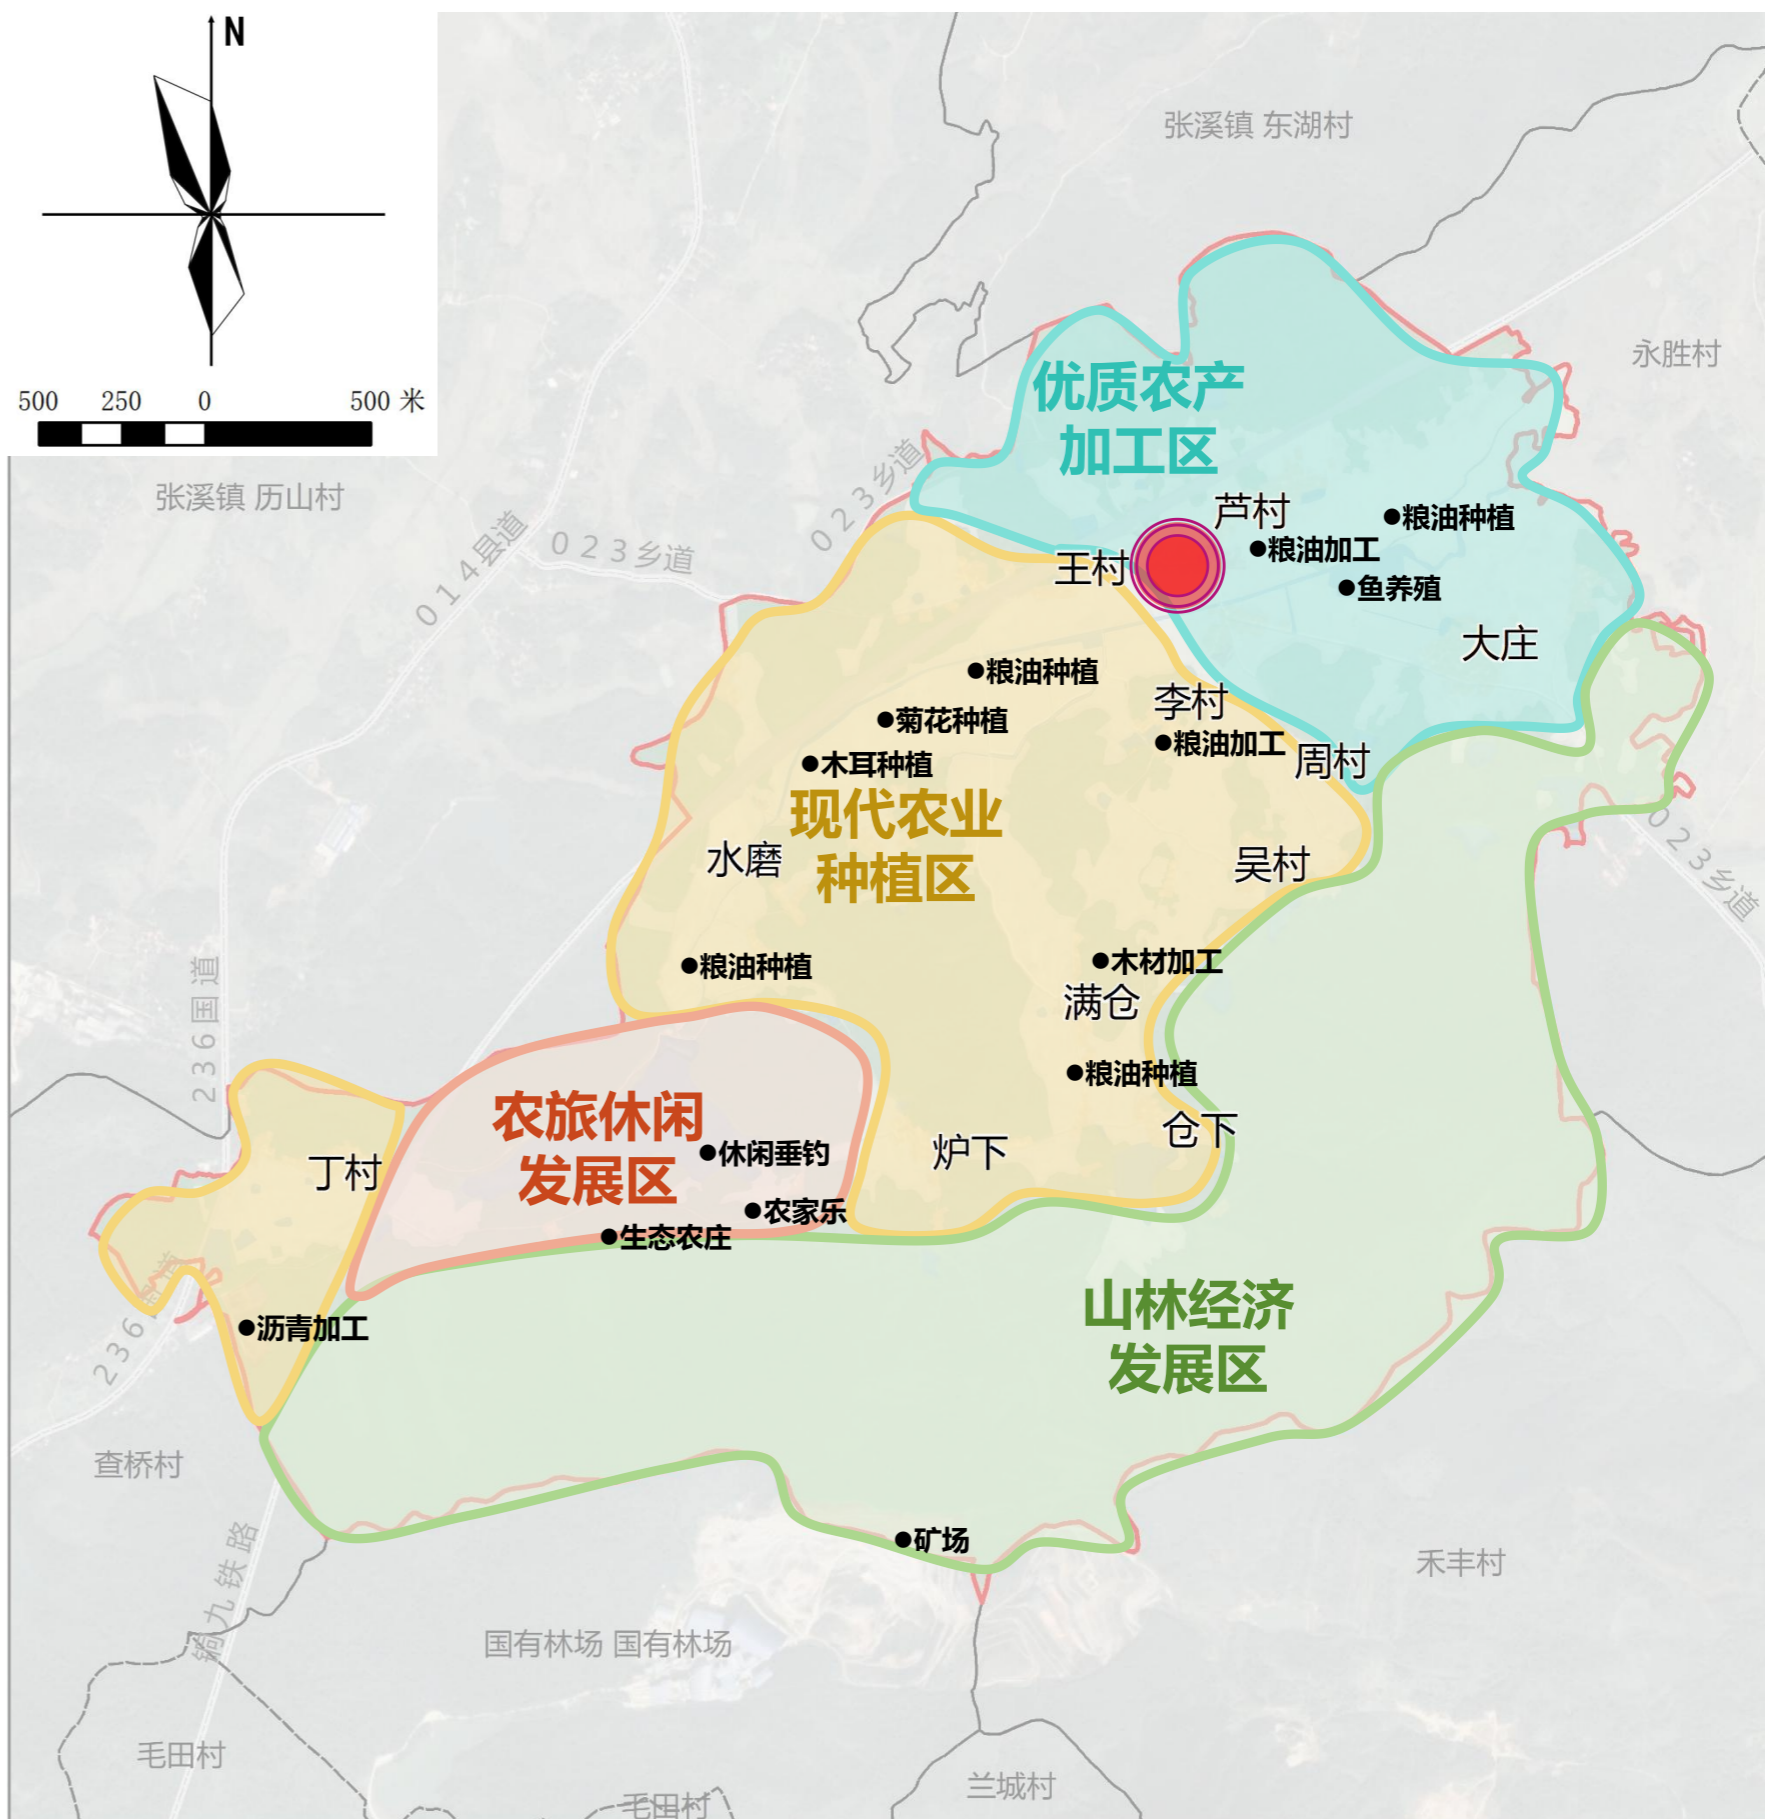 N
500 250 0 500 米
张溪镇 东湖村
永胜村
优质农产
加工区
张溪镇 历山村
014县道
023乡道
023乡道
芦村
粮油种植
粮油加工
王村
鱼养殖
大庄
粮油种植
李村
菊花种植
粮油加工
木耳种植
周村
现代农业
种植区
水磨
吴村
023乡道
粮油种植
木材加工
满仓
236国道
粮油种植
农旅休闲
发展区
仓下
休闲垂钓
炉下
丁村
农家乐
生态农庄
山林经济
发展区
沥青加工
236国道
查桥村
矿场
禾丰村
铜九铁路
国有林场 国有林场
毛田村
兰城村
毛田村